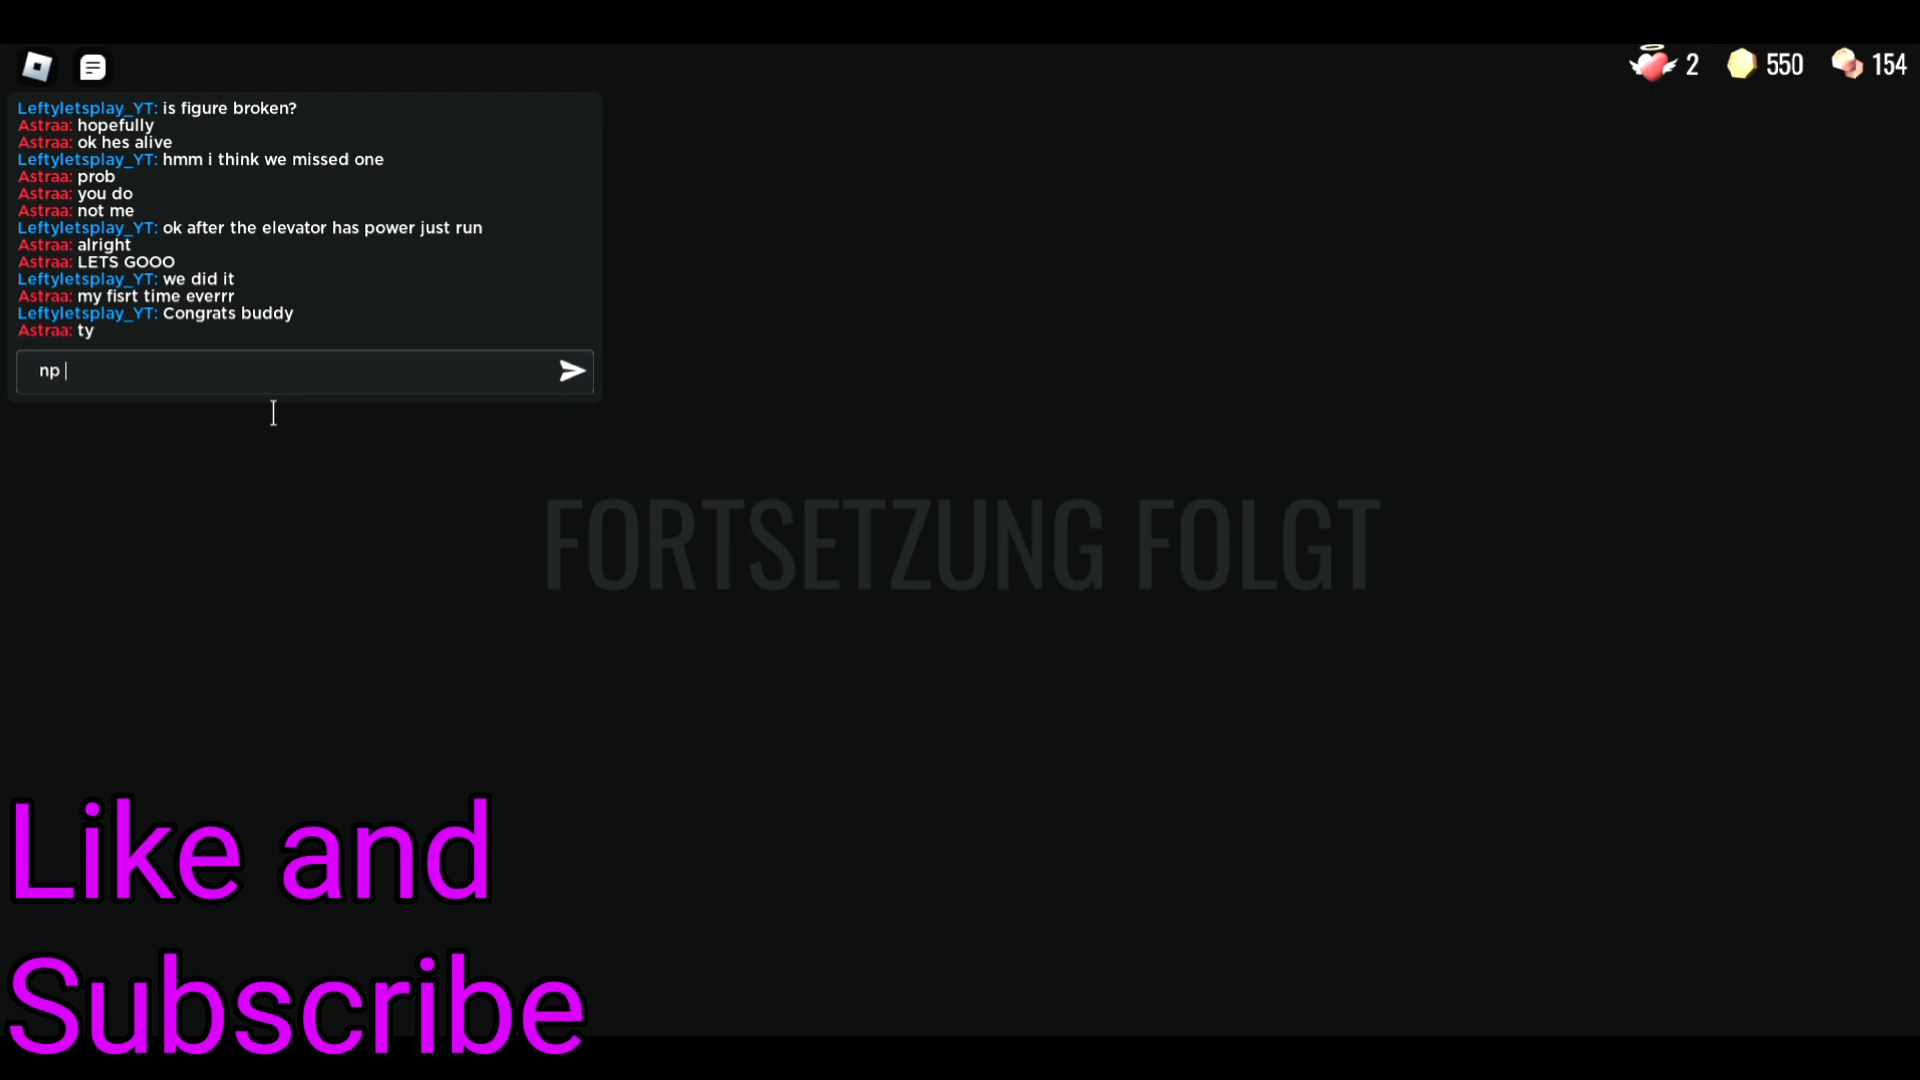 2 550 154
Leftyletsplay_YT: is figure broken?
Astraa: hopefully
Astraa: ok hes alive
Leftyletsplay_YT: hmm i think we missed one
Astraa: prob
Astraa: you do
Astraa: not me
Leftyletsplay_YT: ok after the elevator has power just run
Astraa: alright
Astraa: LETS GOOO
Leftyletsplay_YT: we did it
Astraa: my fisrt time everrr
Leftyletsplay_YT: Congrats buddy
Astraa: ty
np
FORTSETZUNG FOLGT
Like and
Subscribe